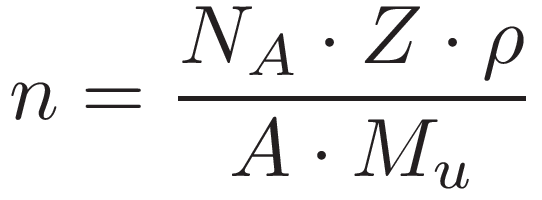 n = \frac{N_A \cdot Z \cdot \rho}{A \cdot M_u}